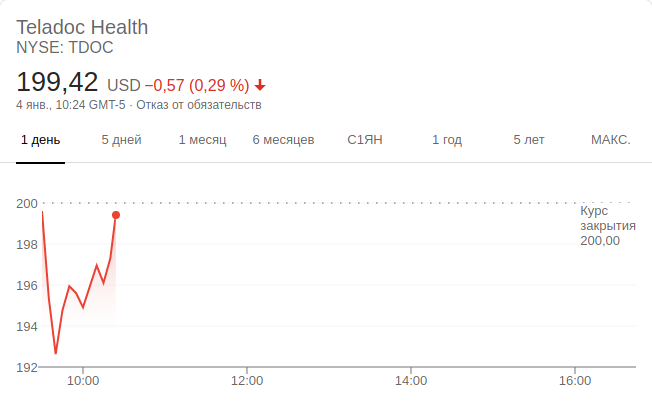 Teladoc Health
NYSE: TDOC
199,42 USD −0,57 (0,29 %)
4 янв., 10:24 GMT-5 · Отказ от обязательств
1 день 5 дней 1 месяц 6 месяцев С1ЯН 1 год 5 лет МАКС.
200
Курс
закрытия
200,00
198
196
194
192
10:00 12:00 14:00 16:00